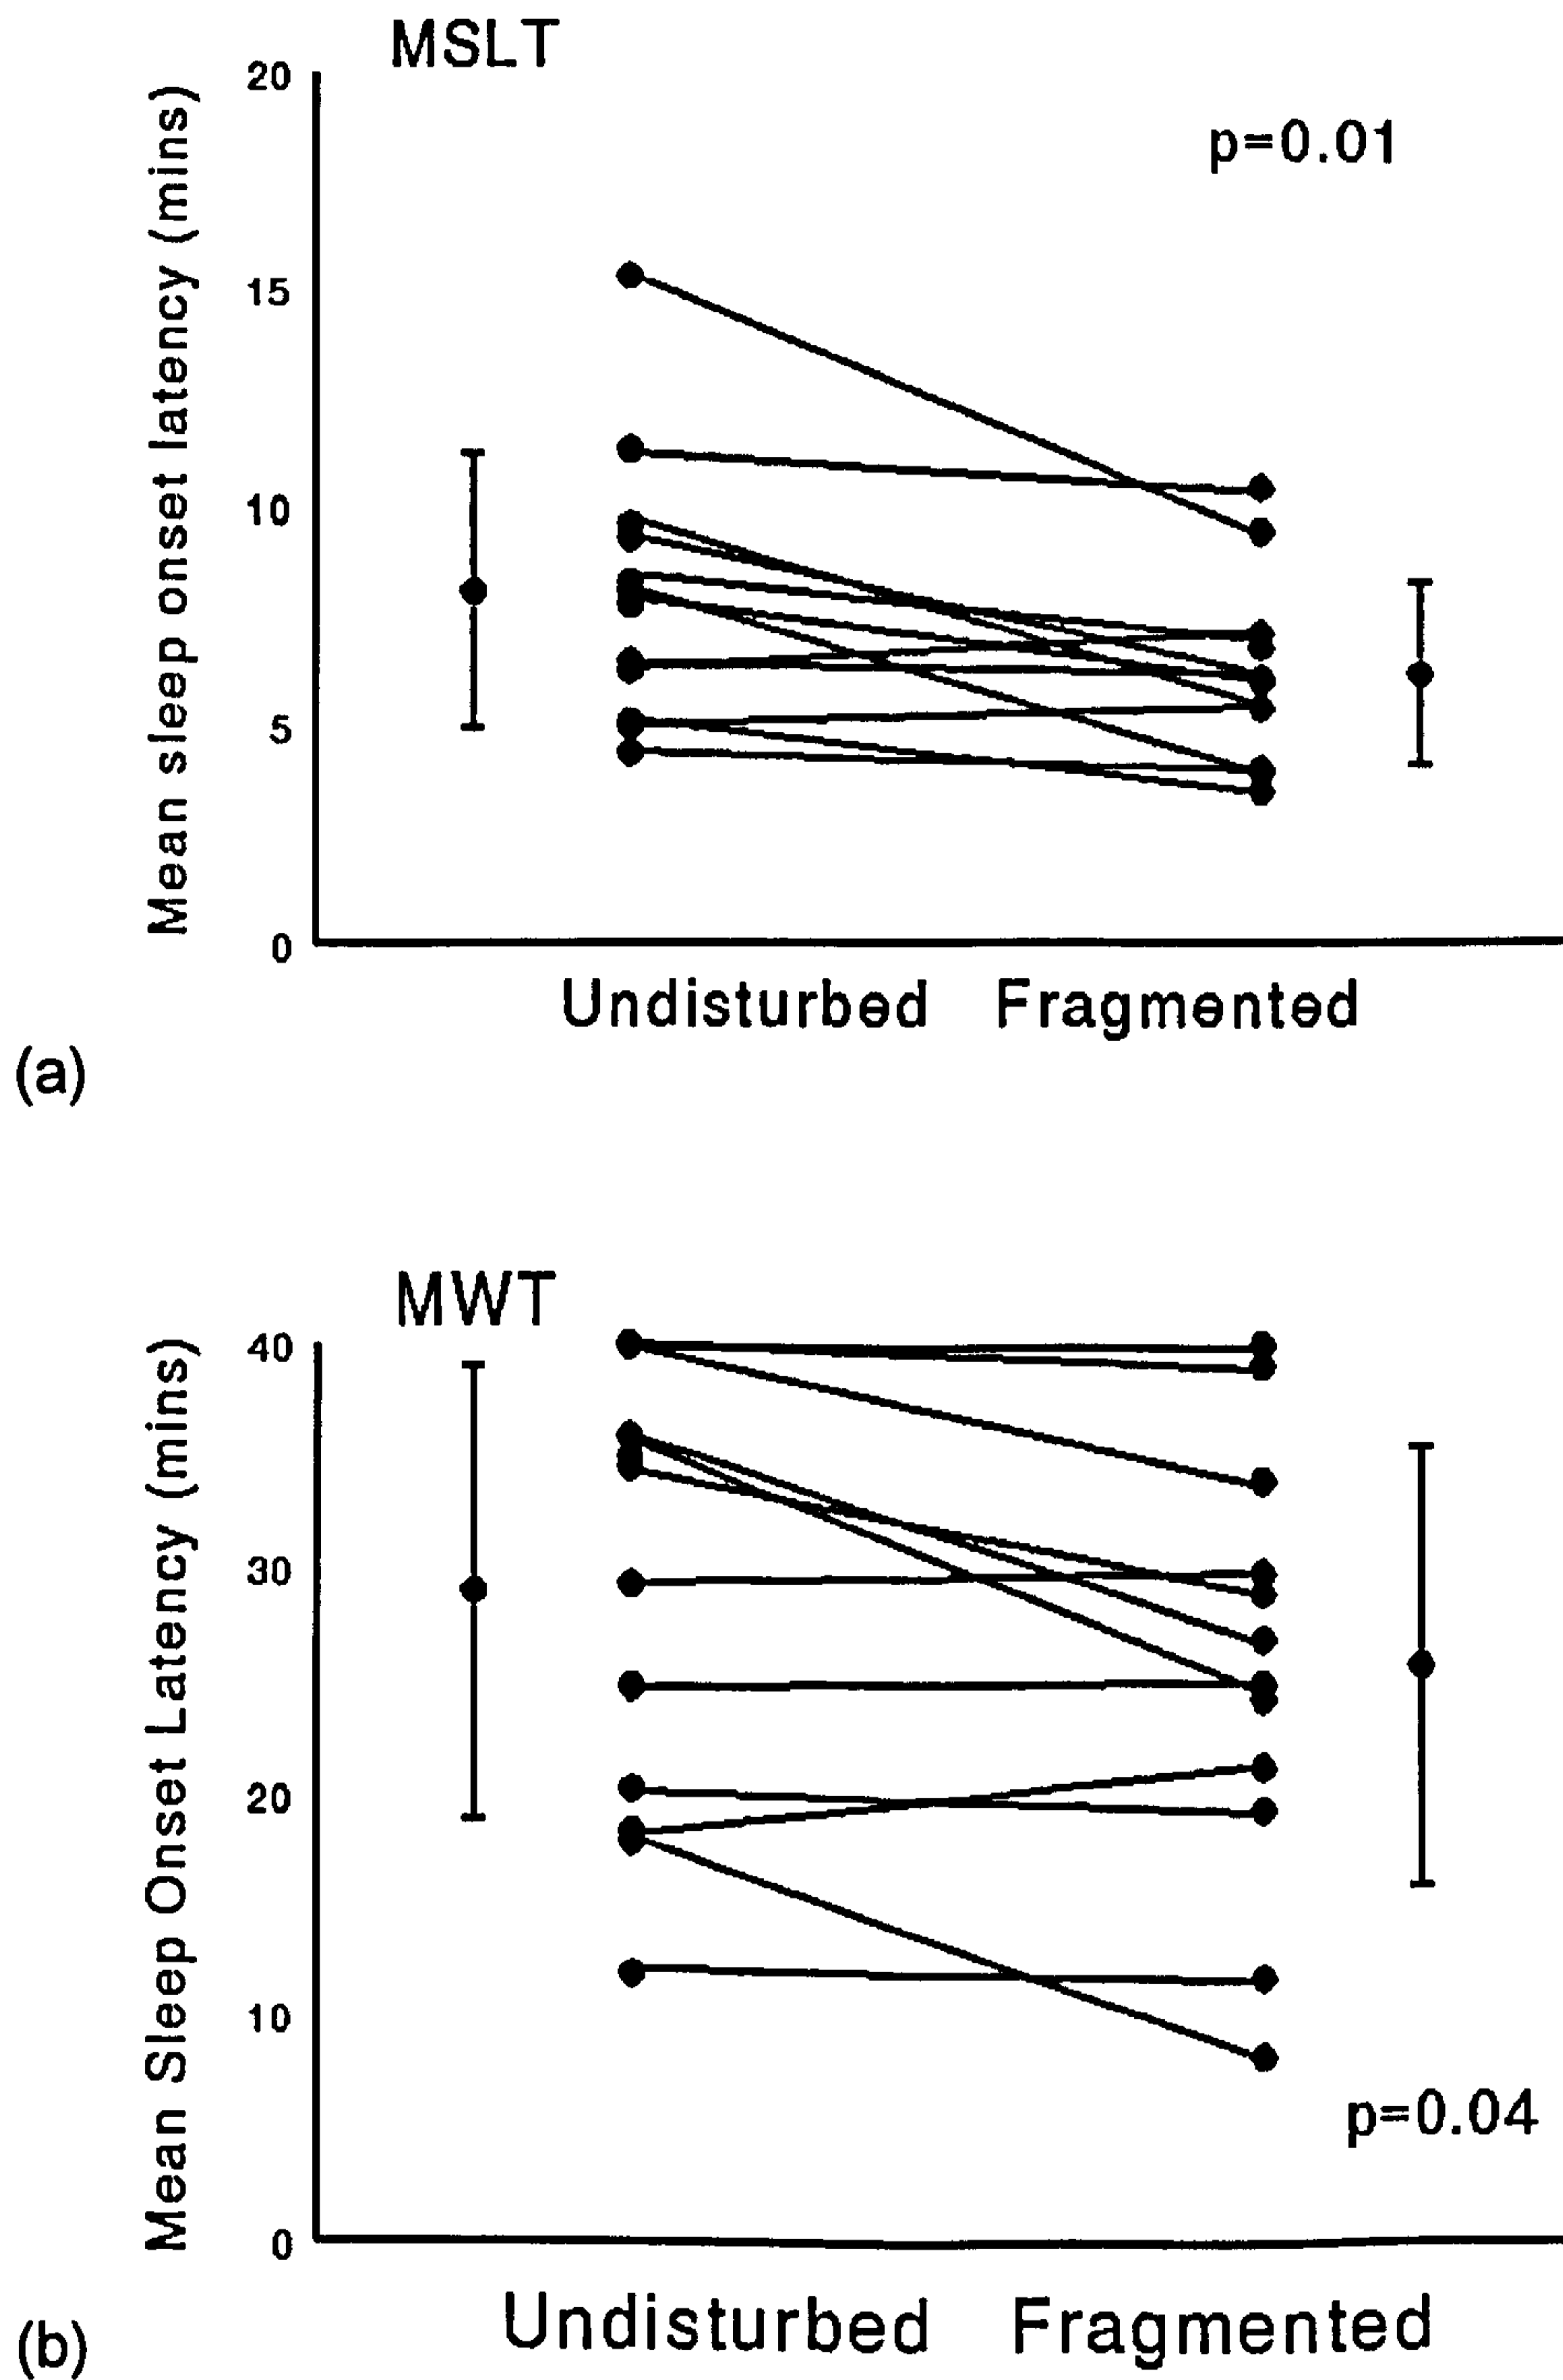 MSLT
Mean sleep onset latency (mins)
20
15
10
5
0
p=0.01
Undisturbed Fragmented
(a)
MWT
Mean Sleep Onset Latency (mins)
40
30
20
10
0
p=0.04
Undisturbed Fragmented
(b)